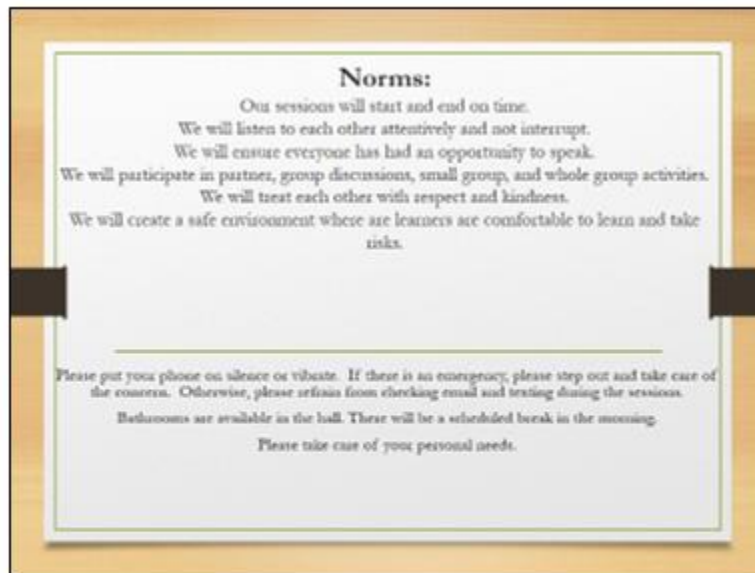 Norms:
Our sessions will start and end on time.
We will listen to each other attentively and not interrupt.
We will ensure everyone has had an opportunity to speak.
We will participate in partner, group discussions, small group, and whole group activities.
We will treat each other with respect and kindness.
We will create a safe environment where are learners are comfortable to learn and take
risks.
Please put your phone on silence or vibrate. If there is an emergency, please step out and take care of
the concern. Otherwise, please refrain from checking email and texting during the sessions.
Bathrooms are available in the hall. There will be a scheduled break in the morning.
Please take care of your personal needs.